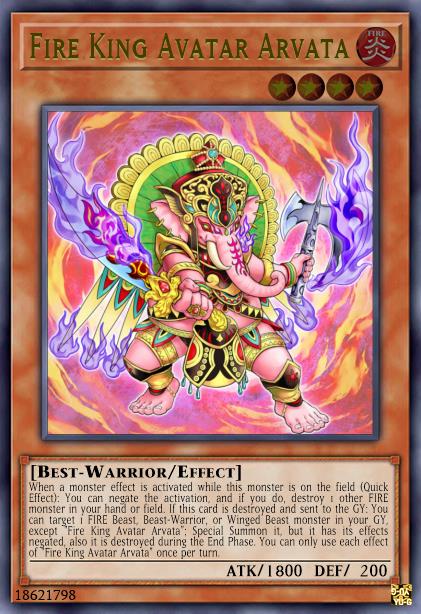 FIRE KING AVATAR ARVATA
FIRE
炎
[BEST-WARRIOR/EFFECT]
When a monster effect is activated while this monster is on the field (Quick
Effect): You can negate the activation, and if you do, destroy 1 other FIRE
monster in your hand or field. If this card is destroyed and sent to the GY: You
can target 1 FIRE Beast, Beast-Warrior, or Winged Beast monster in your GY,
except "Fire King Avatar Arvata"; Special Summon it, but it has its effects
negated, also it is destroyed during the End Phase. You can only use each effect
of "Fire King Avatar Arvata" once per turn.
ATK/1800 DEF/ 200
18621798